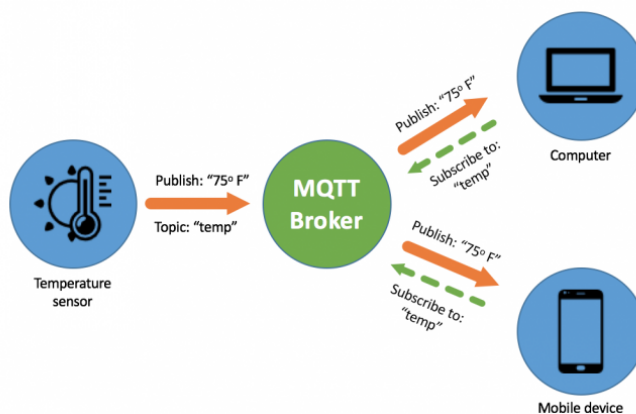 Publish: “75º F”
Topic: “temp”
Temperature
sensor
MQTT
Broker
Publish: “75º F”
Subscribe to:
“temp”
Computer
Publish: “75º F”
Subscribe to:
“temp”
Mobile device